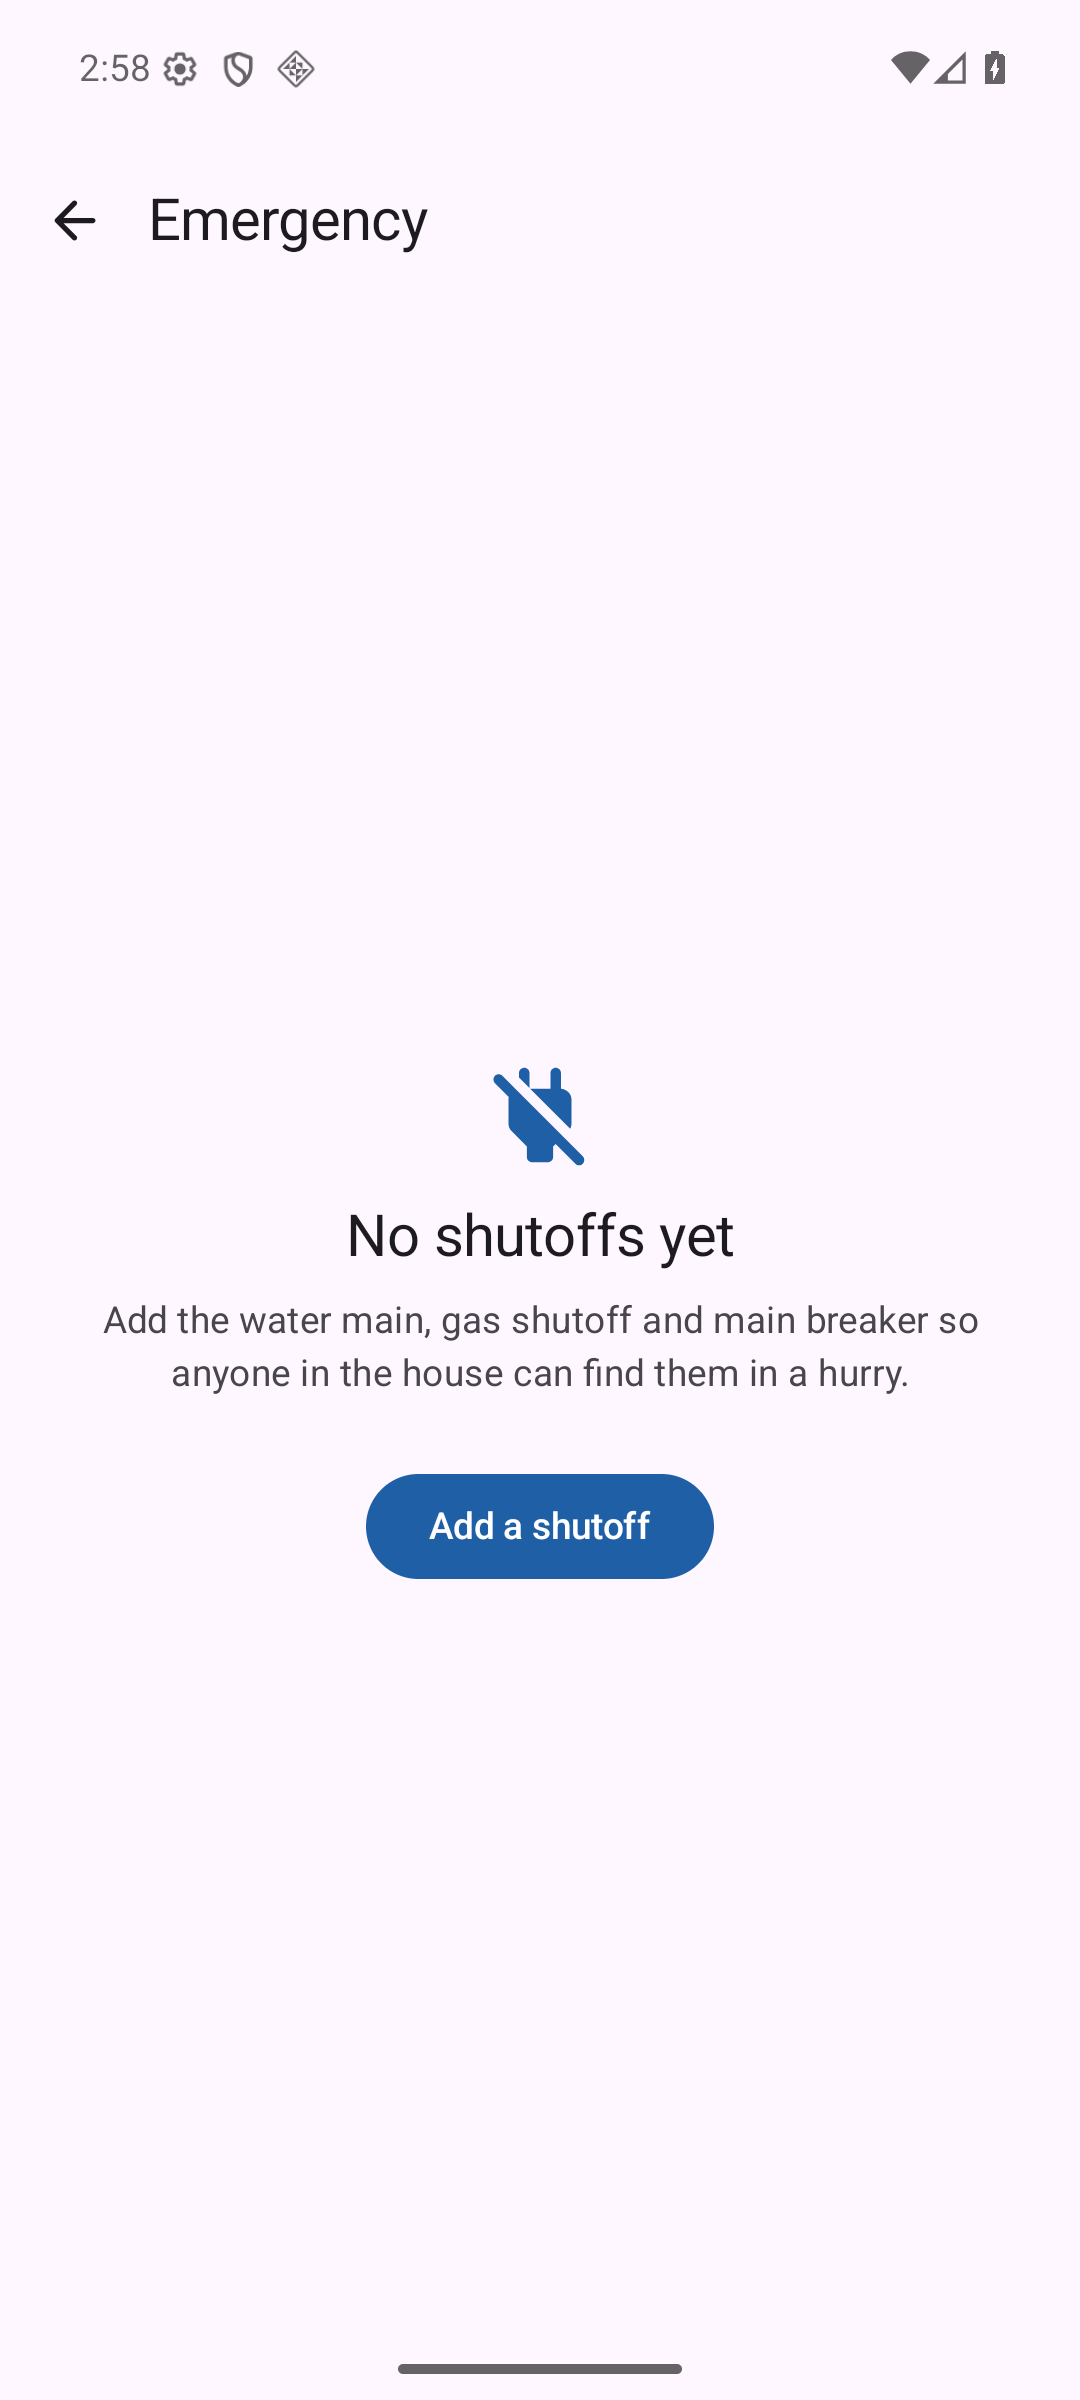 2:58
Emergency
No shutoffs yet
Add the water main, gas shutoff and main breaker so
anyone in the house can find them in a hurry.
Add a shutoff